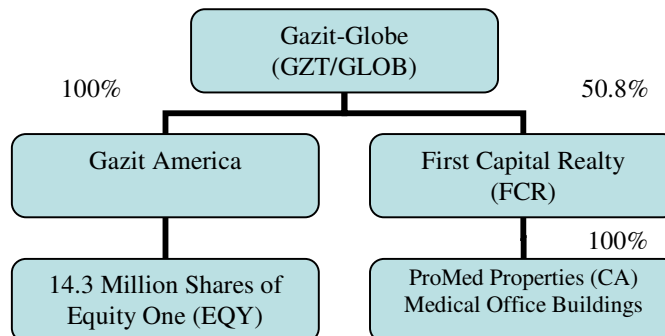 Gazit-Globe
(GZT/GLOB)
100%
50.8%
Gazit America
First Capital Realty
(FCR)
100%
14.3 Million Shares of
Equity One (EQY)
ProMed Properties (CA)
Medical Office Buildings